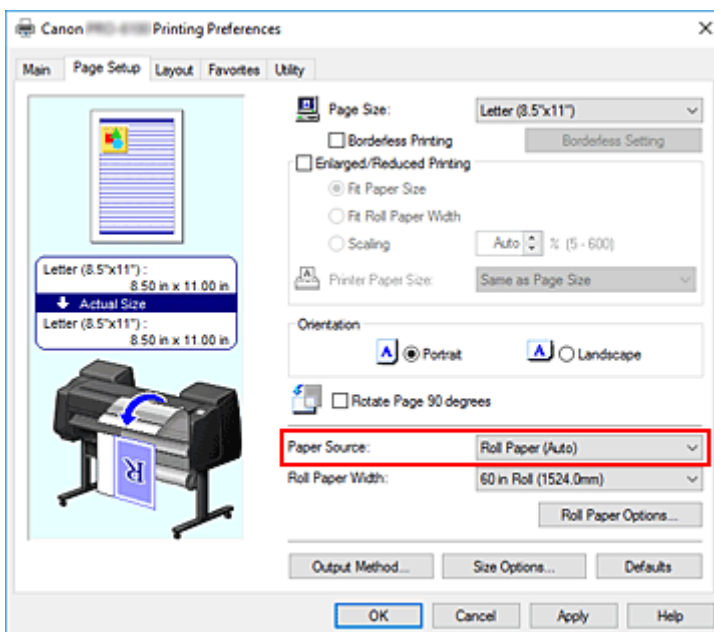 Canon Printing Preferences
Main Page Setup Layout Favorites Utility
Page Size: Letter (8.5"x11")
Borderless Printing Borderless Setting
Enlarged/Reduced Printing
Fit Paper Size
Fit Roll Paper Width
Scaling Auto % (5 - 600)
Printer Paper Size: Same as Page Size
Letter (8.5"x11") :
8.50 in x 11.00 in
Actual Size
Letter (8.5"x11") :
8.50 in x 11.00 in
Orientation
A Portrait A Landscape
Rotate Page 90 degrees
R
Paper Source: Roll Paper (Auto)
Roll Paper Width: 60 in Roll (1524.0mm)
Roll Paper Options...
Output Method... Size Options... Defaults
OK Cancel Apply Help